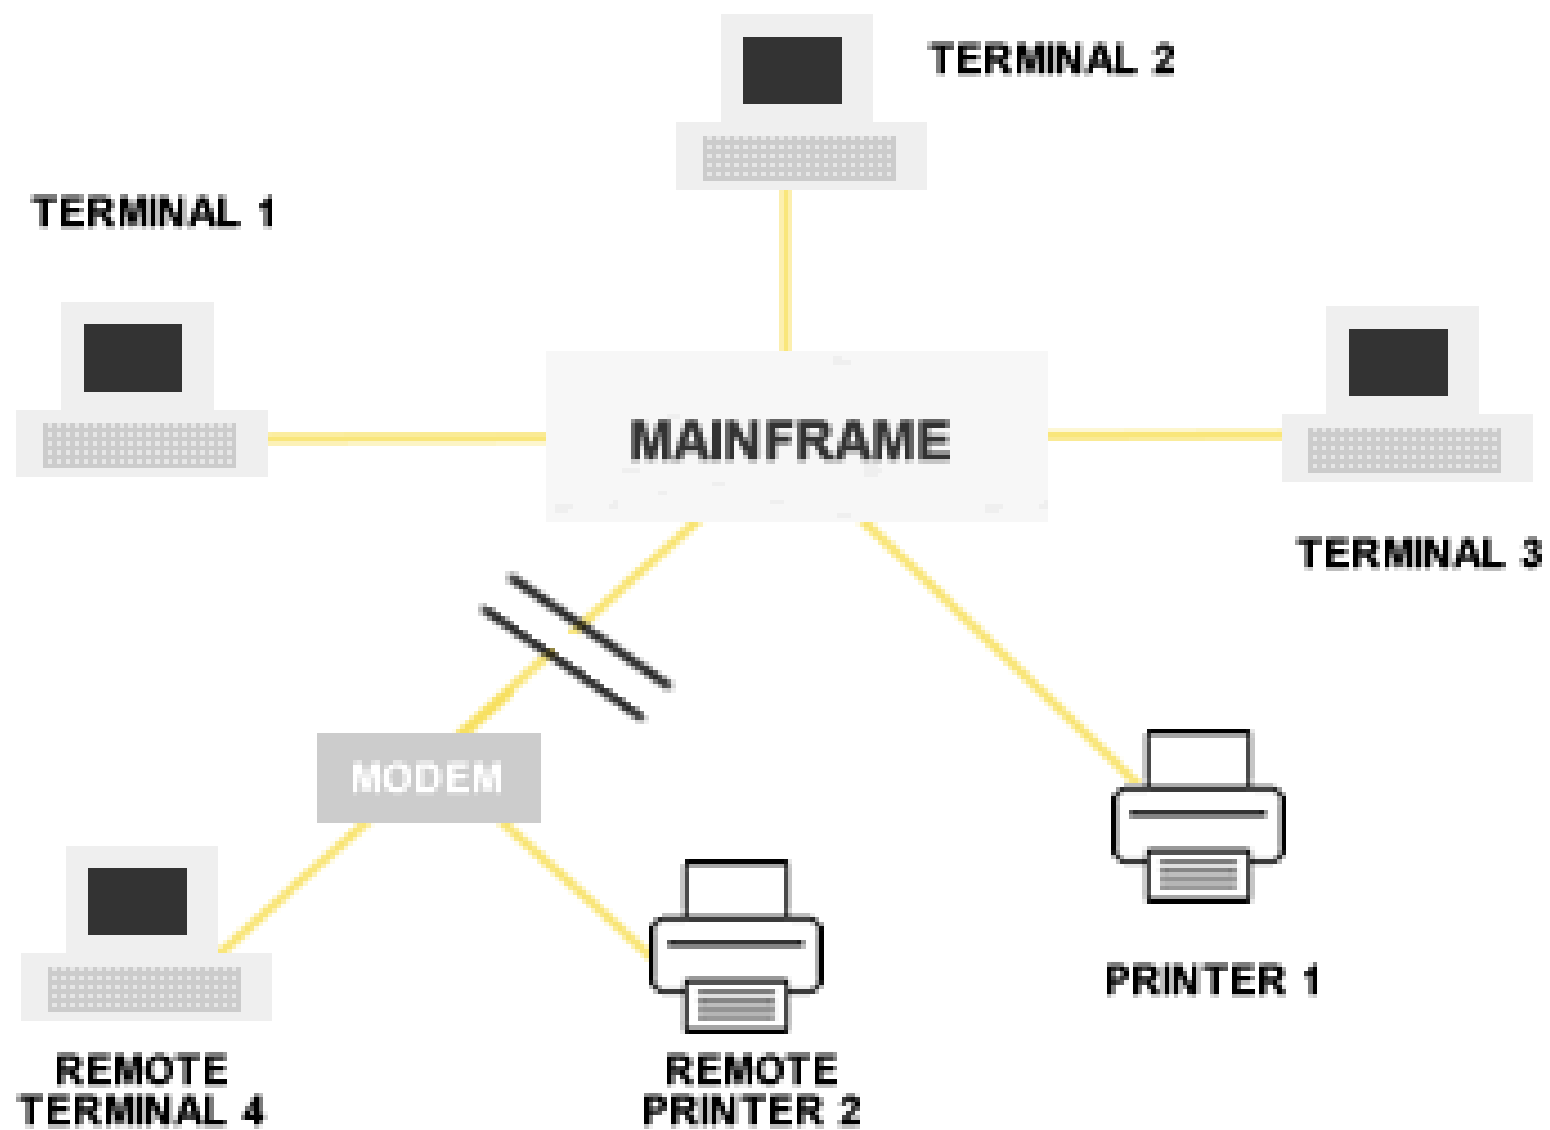 TERMINAL 2
TERMINAL 1
MAINFRAME
TERMINAL 3
MODEM
PRINTER 1
REMOTE
TERMINAL 4
REMOTE
PRINTER 2